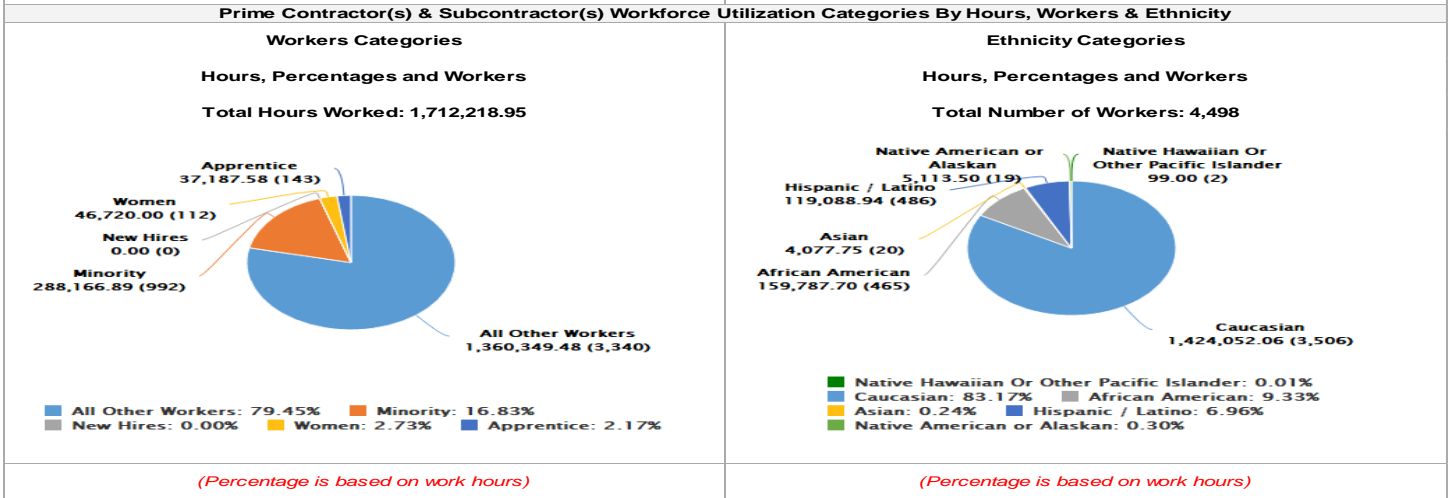 Prime Contractor(s) & Subcontractor(s) Workforce Utilization Categories By Hours, Workers & Ethnicity
Workers Categories
Hours, Percentages and Workers
Total Hours Worked: 1,712,218.95
Apprentice
37,187.58 (143)
Women
46,720.00 (112)
New Hires
0.00 (0)
Minority
288,166.89 (992)
All Other Workers
1,360,349.48 (3,340)
All Other Workers: 79.45% Minority: 16.83%
New Hires: 0.00% Women: 2.73% Apprentice: 2.17%
(Percentage is based on work hours)
Ethnicity Categories
Hours, Percentages and Workers
Total Number of Workers: 4,498
Native American or
Alaskan
5,113.50 (19)
Native Hawaiian Or
Other Pacific Islander
99.00 (2)
Hispanic / Latino
119,088.94 (486)
Asian
4,077.75 (20)
African American
159,787.70 (465)
Caucasian
1,424,052.06 (3,506)
Native Hawaiian Or Other Pacific Islander: 0.01%
Caucasian: 83.17% African American: 9.33%
Asian: 0.24% Hispanic / Latino: 6.96%
Native American or Alaskan: 0.30%
(Percentage is based on work hours)